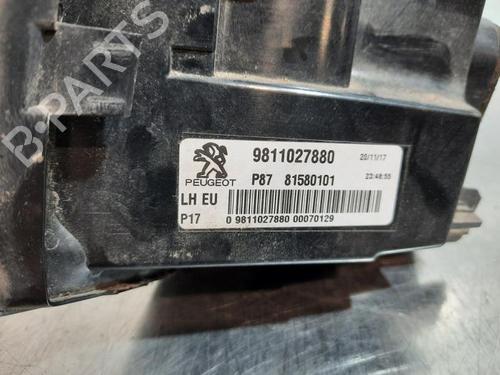 B-PARTS
9811027880 20/11/17
PEUGEOT P87 81580101 23:48:55
LH EU
P17 0 9811027880 00070129